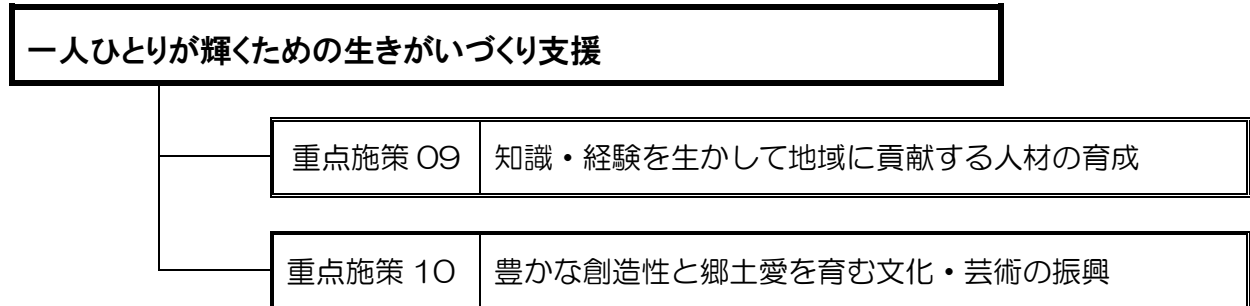 一人ひとりが輝くための生きがいづくり支援
重点施策 09 知識・経験を生かして地域に貢献する人材の育成
重点施策 10 豊かな創造性と郷土愛を育む文化・芸術の振興